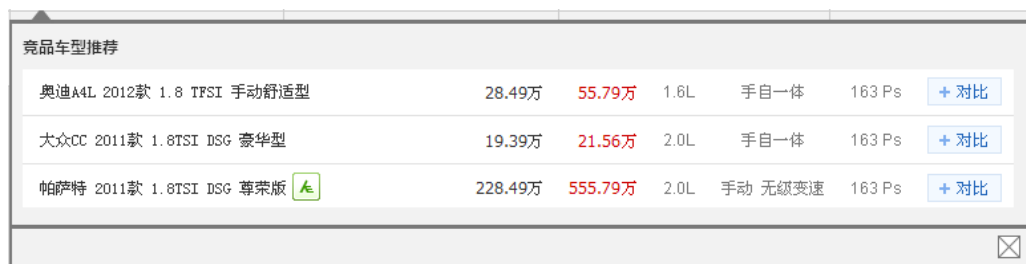 竞品车型推荐
奥迪A4L 2012款 1.8 TFSI 手动舒适型 28.49万 55.79万 1.6L 手自一体 163 Ps + 对比
大众CC 2011款 1.8TSI DSG 豪华型 19.39万 21.56万 2.0L 手自一体 163 Ps + 对比
帕萨特 2011款 1.8TSI DSG 尊荣版 228.49万 555.79万 2.0L 手动 无级变速 163 Ps + 对比